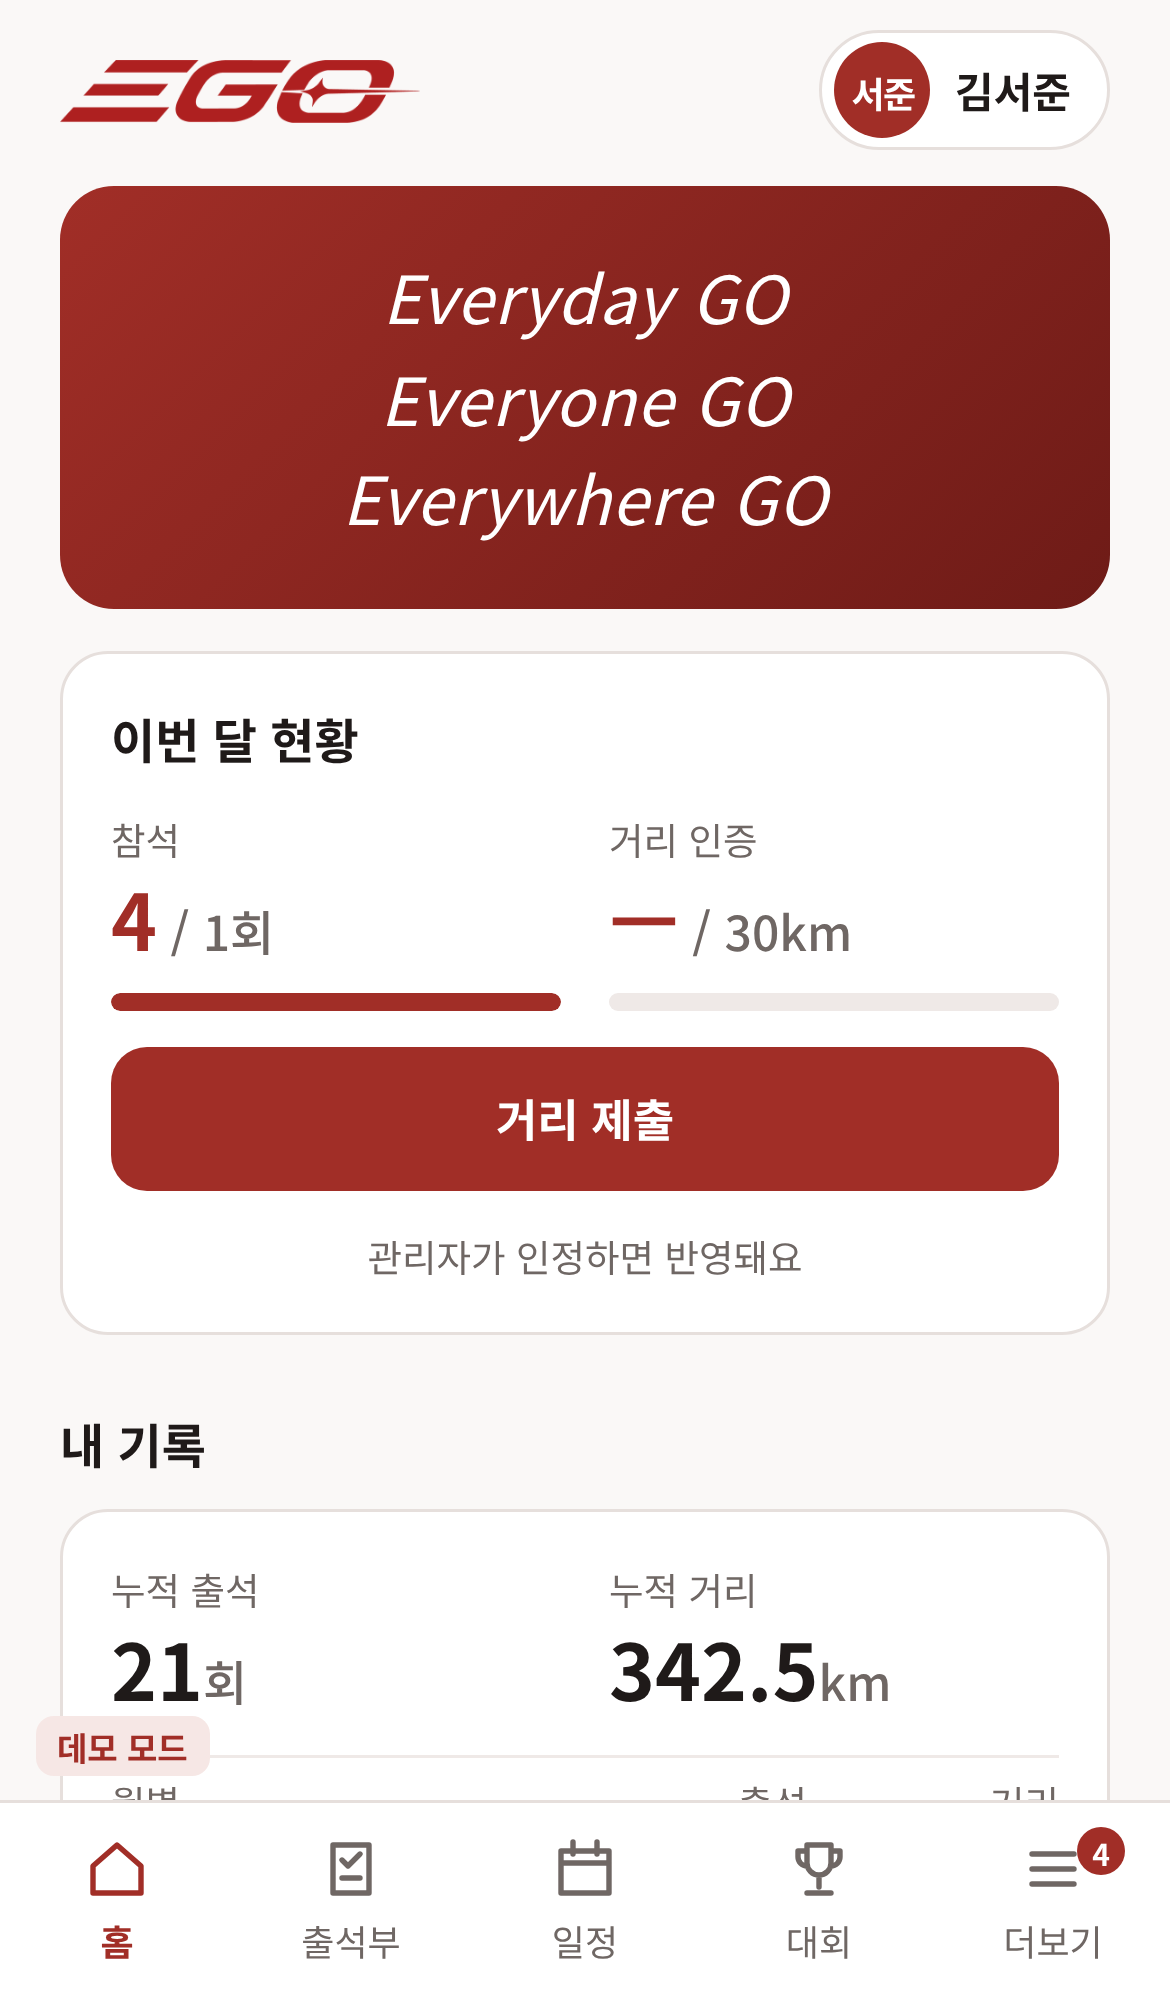 EGO
서준 김서준
Everyday GO
Everyone GO
Everywhere GO
이번 달 현황
참석 거리 인증
4 / 1회 — / 30km
거리 제출
관리자가 인정하면 반영돼요
내 기록
누적 출석 누적 거리
21회 342.5km
데모 모드
4
홈 출석부 일정 대회 더보기